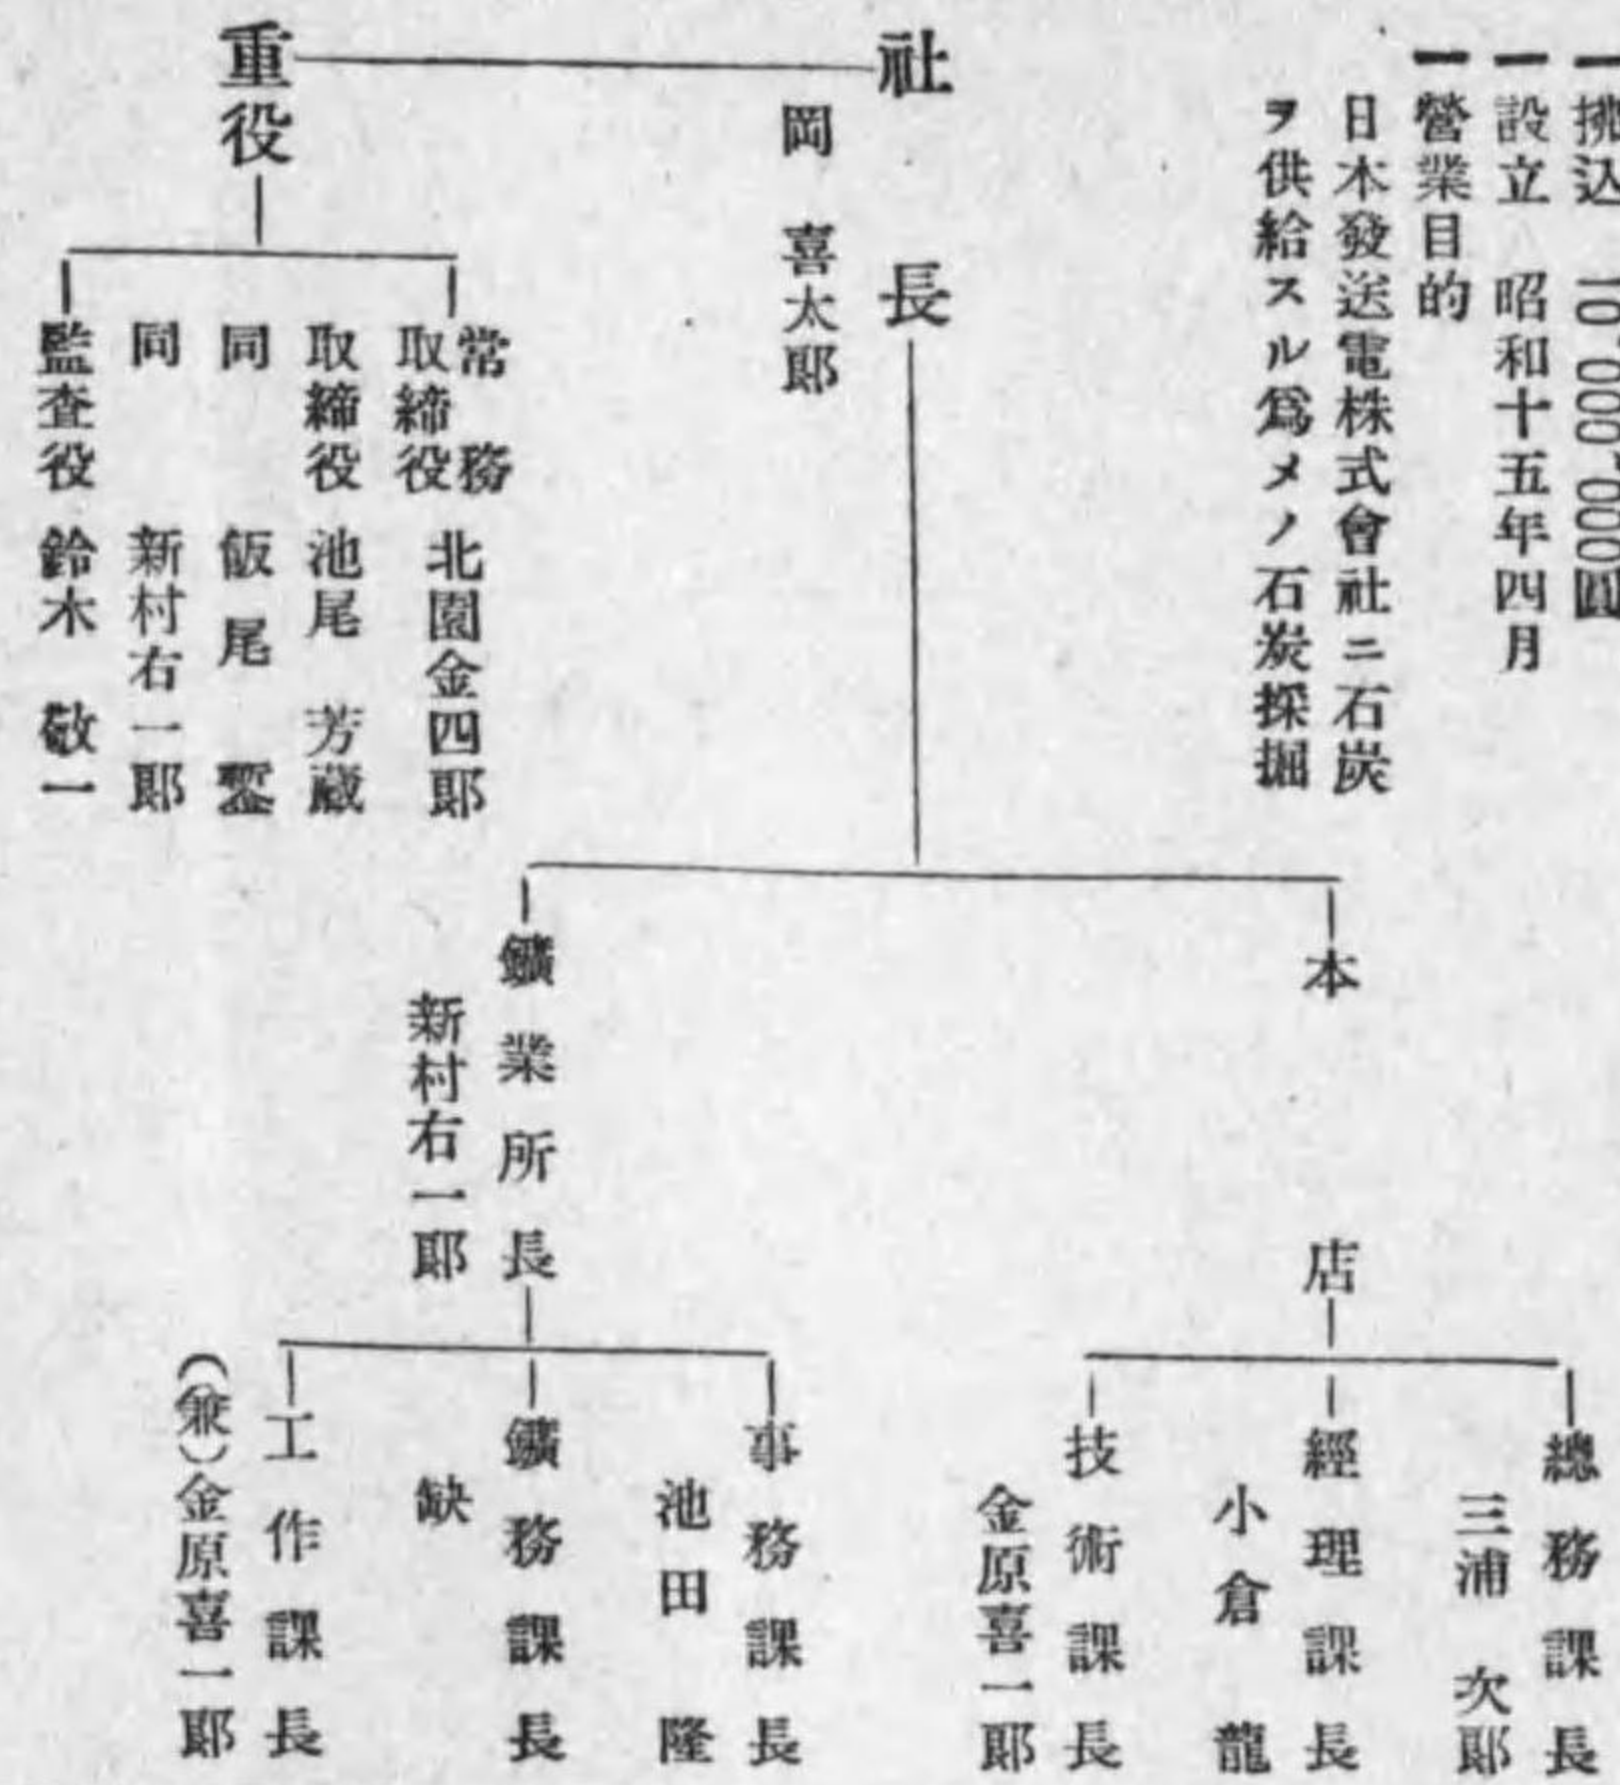 一 拂込 一〇、〇〇〇、〇〇〇圓
一 設立 昭和十五年四月
一 營業目的
日本發送電株式會社ニ石炭
ヲ供給スル爲メノ石炭採掘
社長
岡 喜太郎
重役
常務取締役 北園金四郎
取締役 池尾 芳藏
同 飯尾
同 新村右一郎
監査役 鈴木 敬一
本店
總務課長
三浦 次郎
經理課長
小倉 龍
技術課長
金原喜一郎
鑛業所長
新村右一郎
事務課長
池田 隆
鑛務課長
缺
工作課長
(兼)金原喜一郎